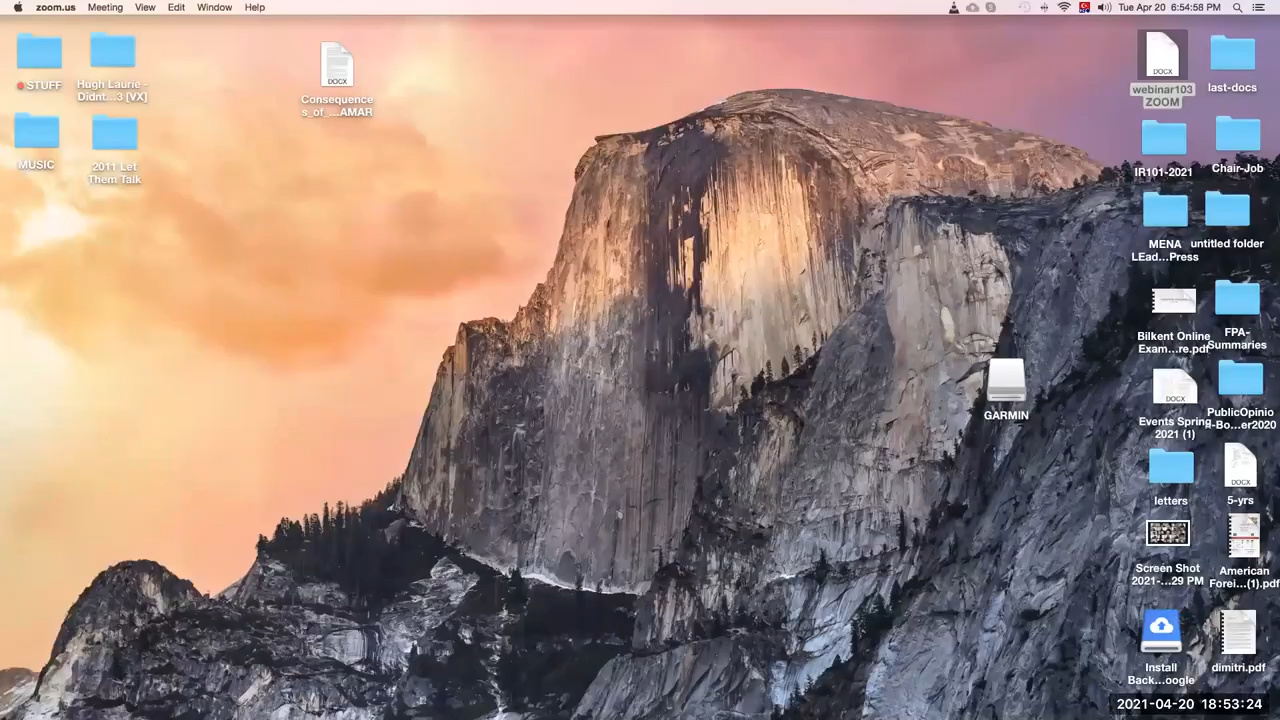 zoom.us Meeting View Edit Window Help
Tue Apr 20 6:54:58 PM
STUFF
Hugh Laurie -
Didnt...3 [VX]
MUSIC
2011 Let
Them Talk
DOCX
Consequence
s_of_...AMAR
DOCX
webinar103
ZOOM
last-docs
IR101-2021
Chair-Job
MENA
LEad...Press
untitled folder
Bilkent Online
Exam...re.pdf
FPA-
Summaries
GARMIN
DOCX
Events Spring
2021 (1)
PublicOpinio
-Bo...er2020
letters
DOCX
5-yrs
Screen Shot
2021-...29 PM
American
Forei...(1).pdf
Install
Back...oogle
dimitri.pdf
2021-04-20 18:53:24